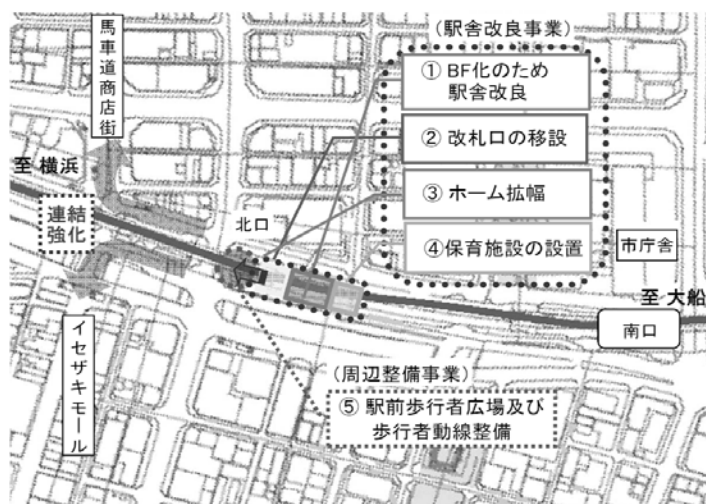 (駅舎改良事業)
① BF化のため
駅舎改良
② 改札口の移設
③ ホーム拡幅
④ 保育施設の設置
馬車道商店街
至 横浜
連結
強化
北口
市庁舎
至 大船
南口
イセザキモール
(周辺整備事業)
⑤ 駅前歩行者広場及び
歩行者動線整備